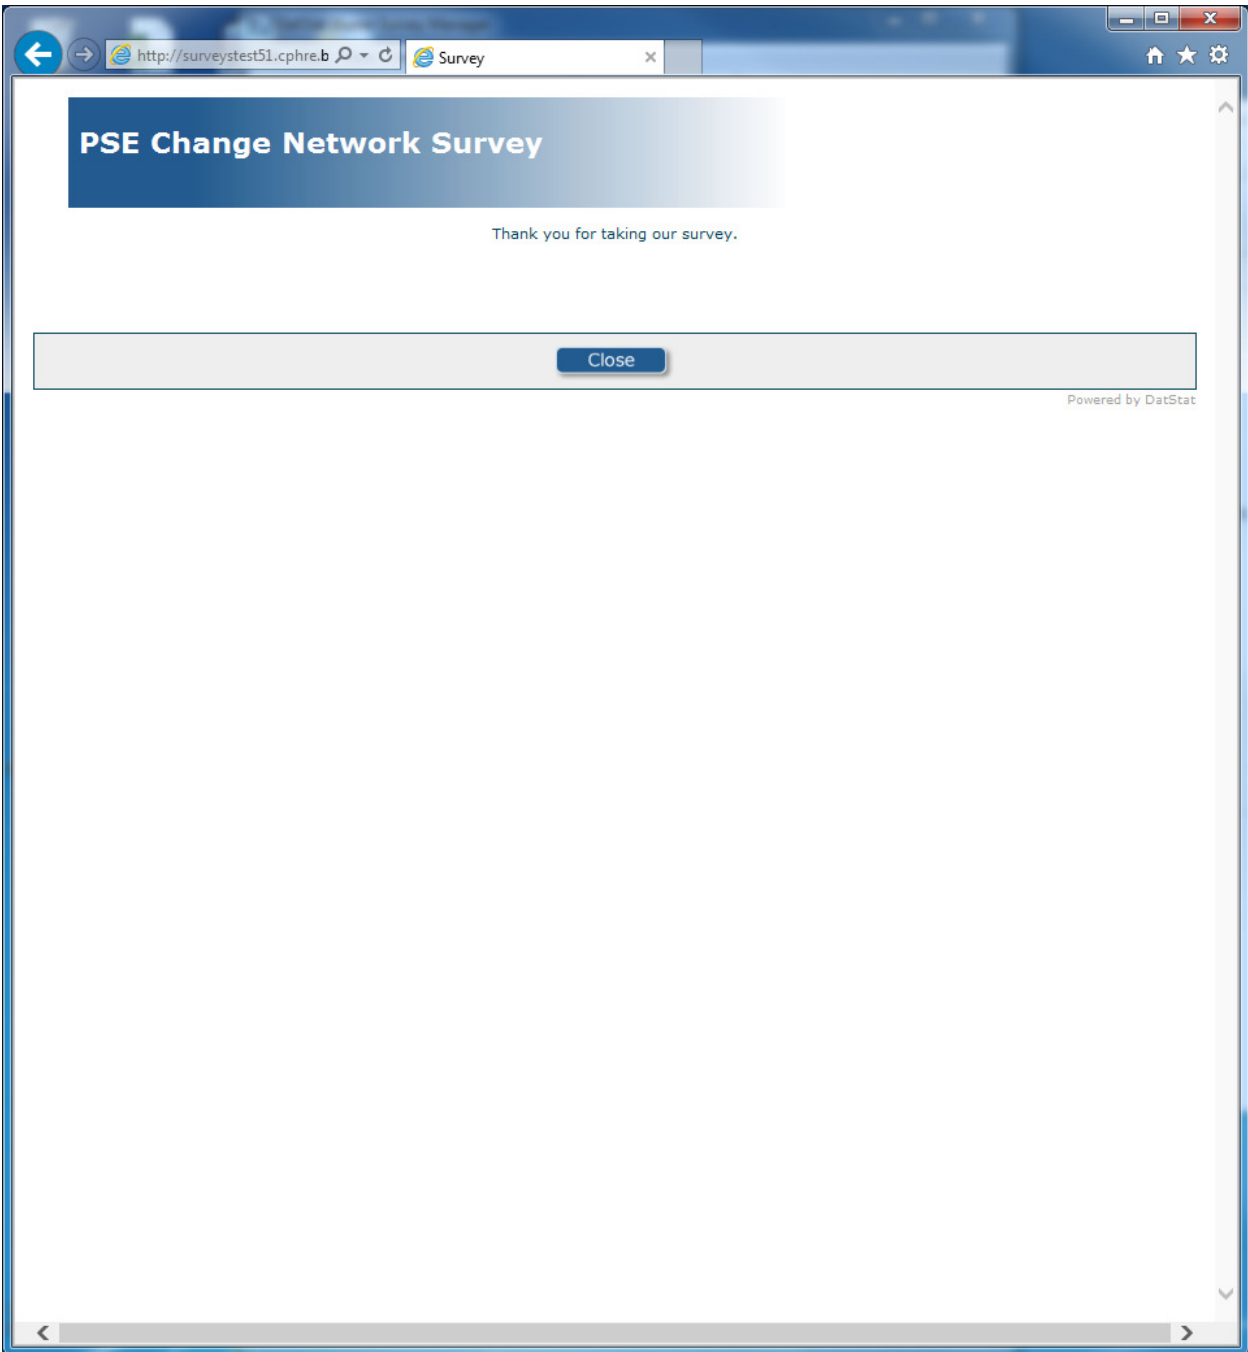 http://surveystest51.cphre.b
Survey
PSE Change Network Survey
Thank you for taking our survey.
Close
Powered by DatStat